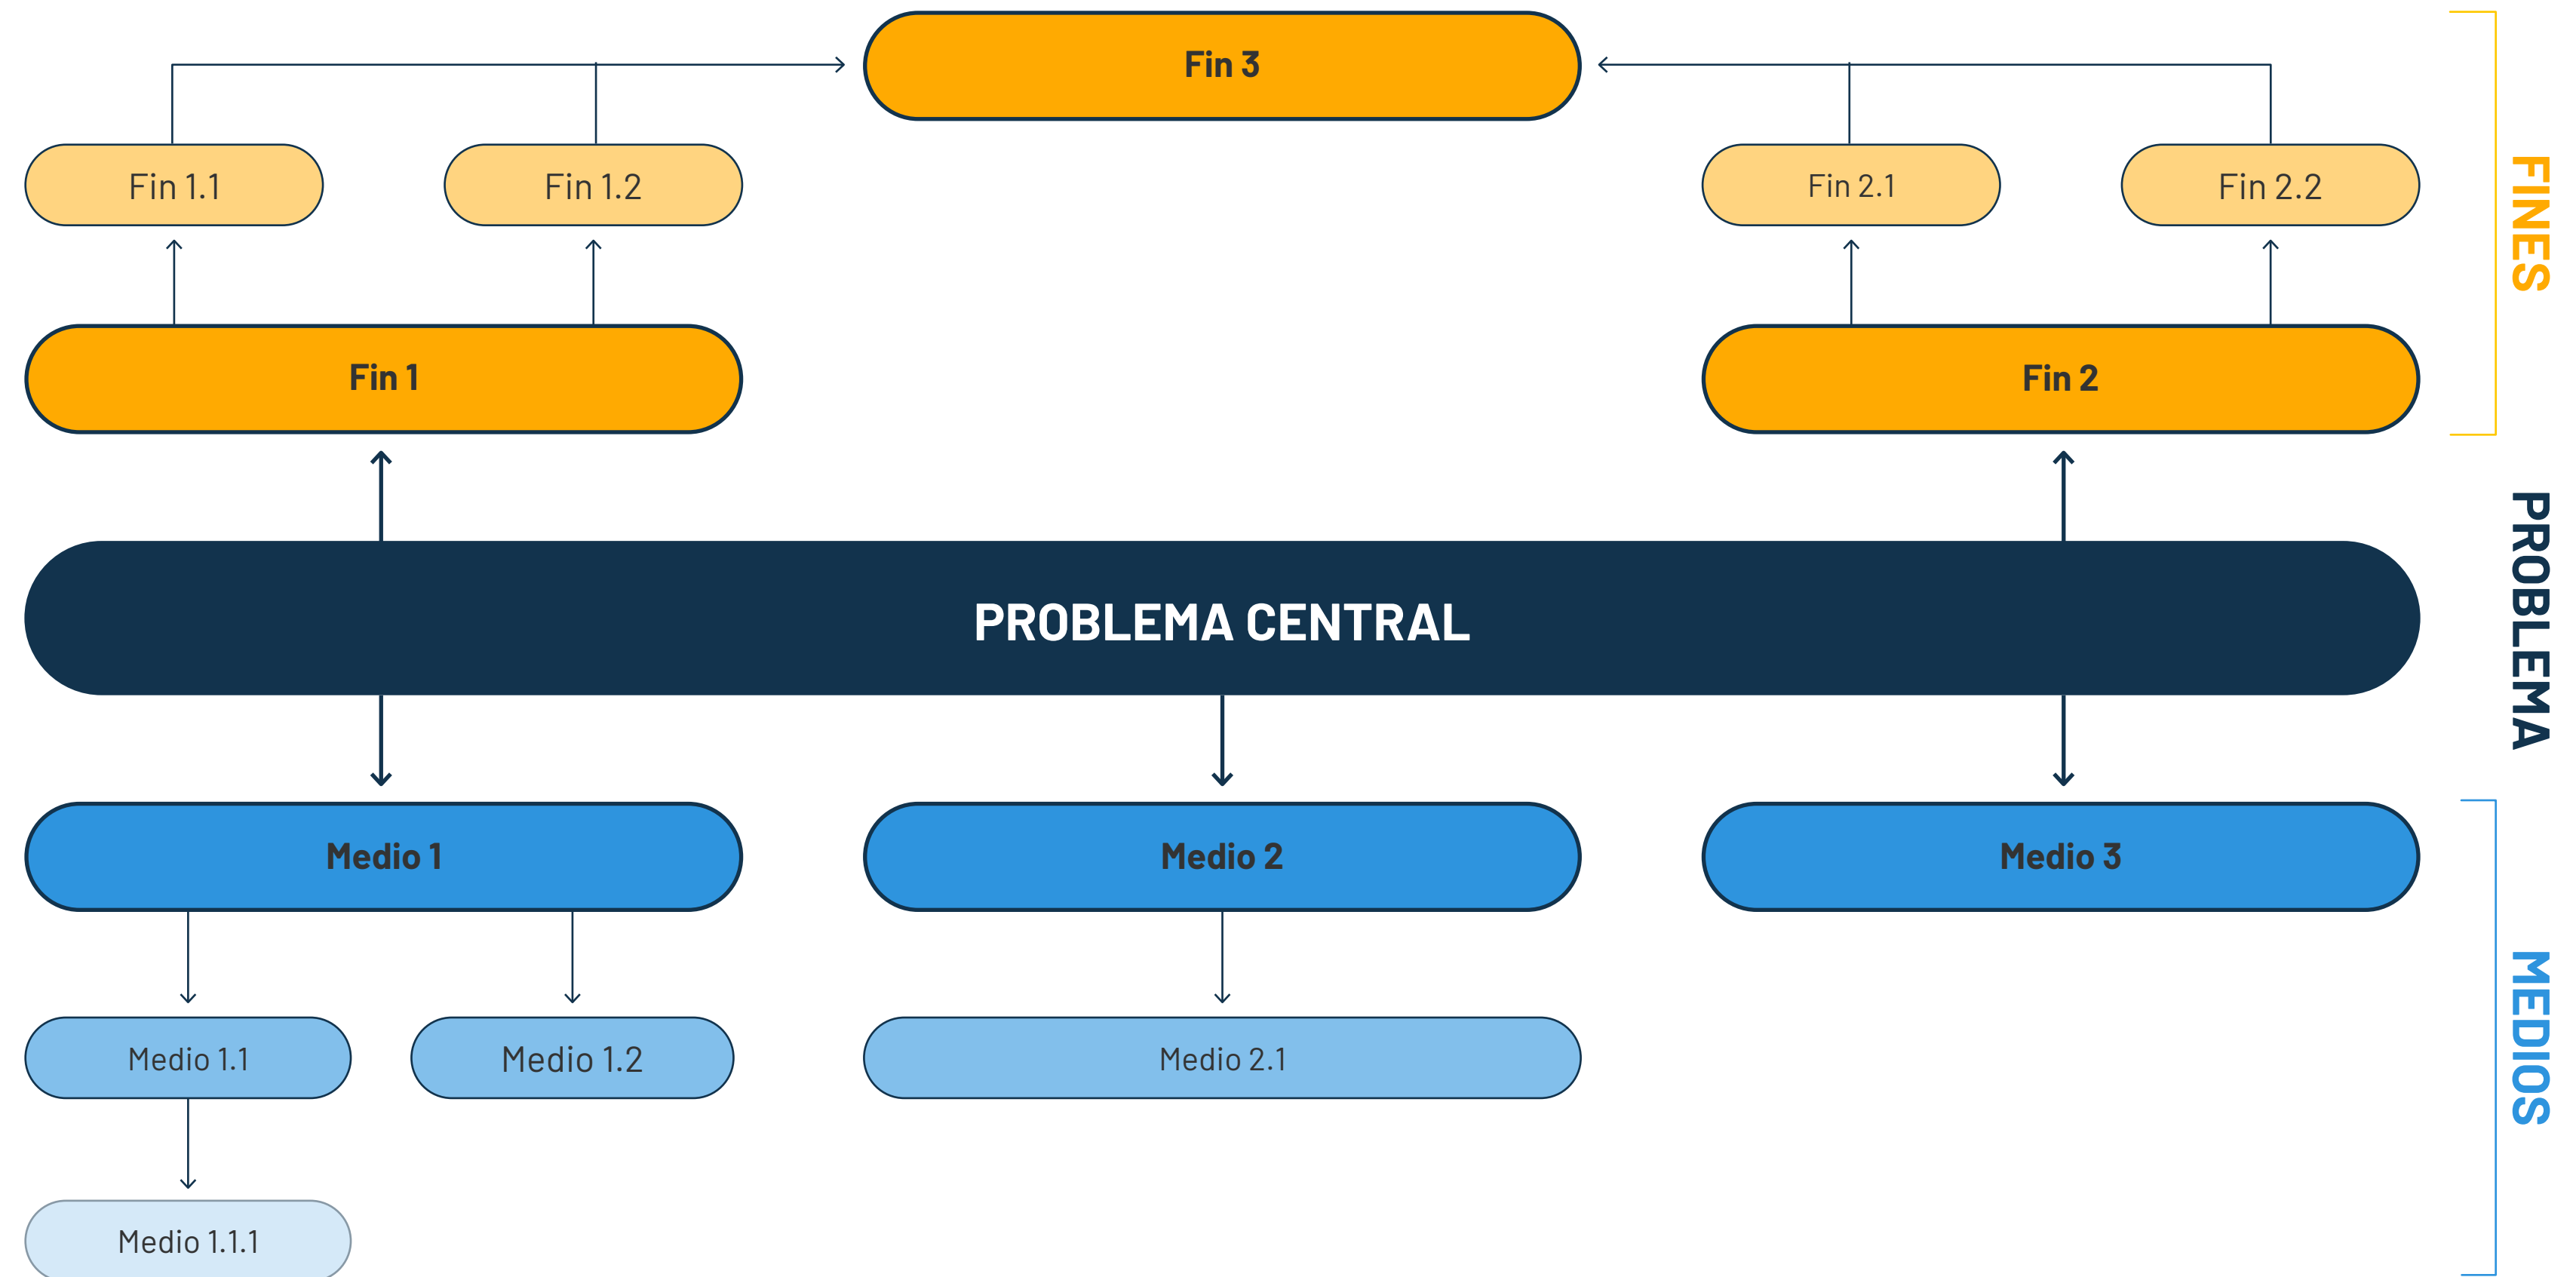 Fin 3
Fin 1.1
Fin 1.2
Fin 2.1
Fin 2.2
Fin 1
Fin 2
FINES
PROBLEMA CENTRAL
PROBLEMA
Medio 1
Medio 2
Medio 3
Medio 1.1
Medio 1.2
Medio 2.1
Medio 1.1.1
MEDIOS